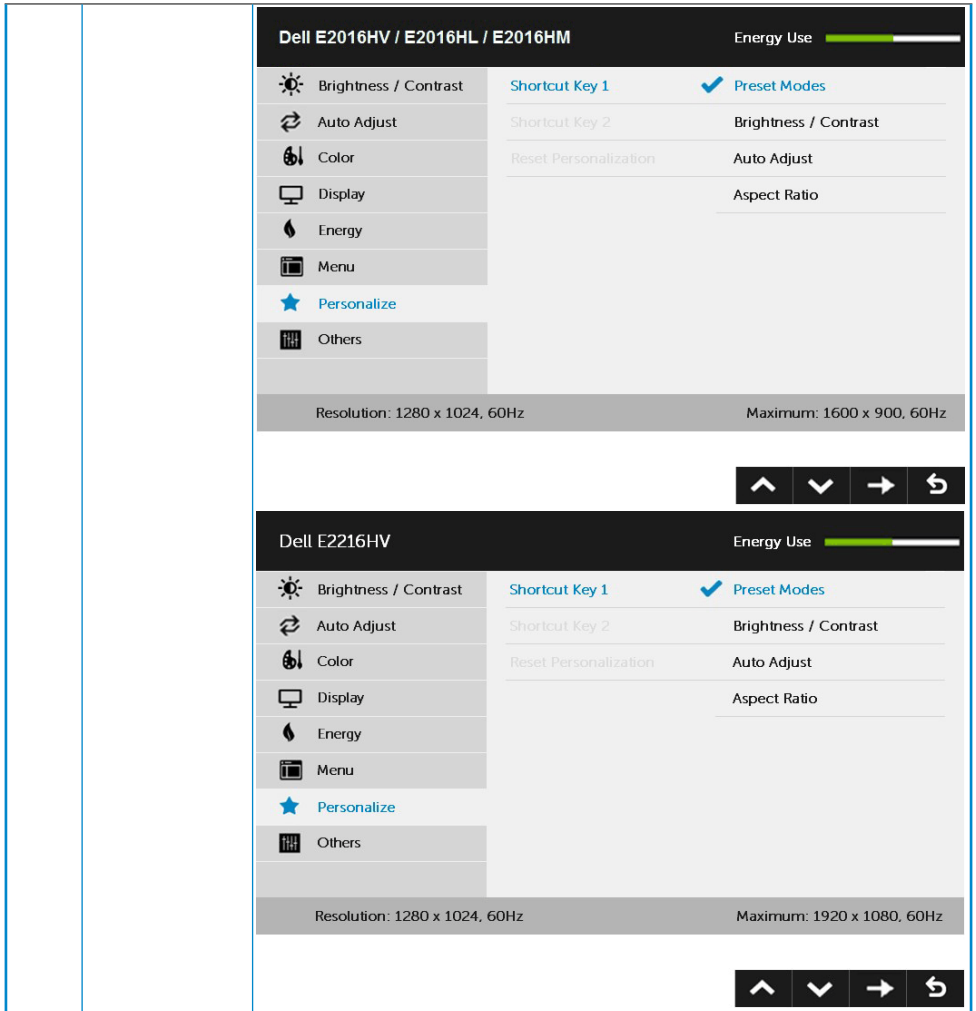 Dell E2016HV / E2016HL / E2016HM Energy Use
Brightness / Contrast Shortcut Key 1 Preset Modes
Auto Adjust Shortcut Key 2 Brightness / Contrast
Color Reset Personalization Auto Adjust
Display Aspect Ratio
Energy
Menu
Personalize
Others
Resolution: 1280 x 1024, 60Hz Maximum: 1600 x 900, 60Hz
Dell E2216HV Energy Use
Brightness / Contrast Shortcut Key 1 Preset Modes
Auto Adjust Shortcut Key 2 Brightness / Contrast
Color Reset Personalization Auto Adjust
Display Aspect Ratio
Energy
Menu
Personalize
Others
Resolution: 1280 x 1024, 60Hz Maximum: 1920 x 1080, 60Hz